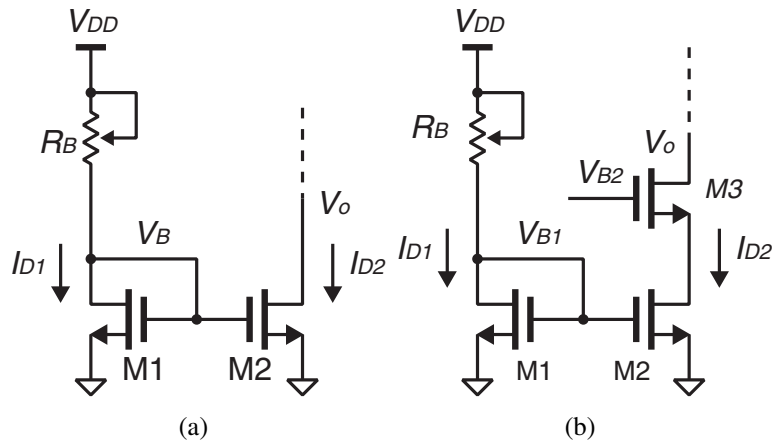 VDD
RB
VB
Vo
ID1
ID2
M1
M2
(a)
VDD
RB
VB2
Vo
M3
VB1
ID1
ID2
M1
M2
(b)